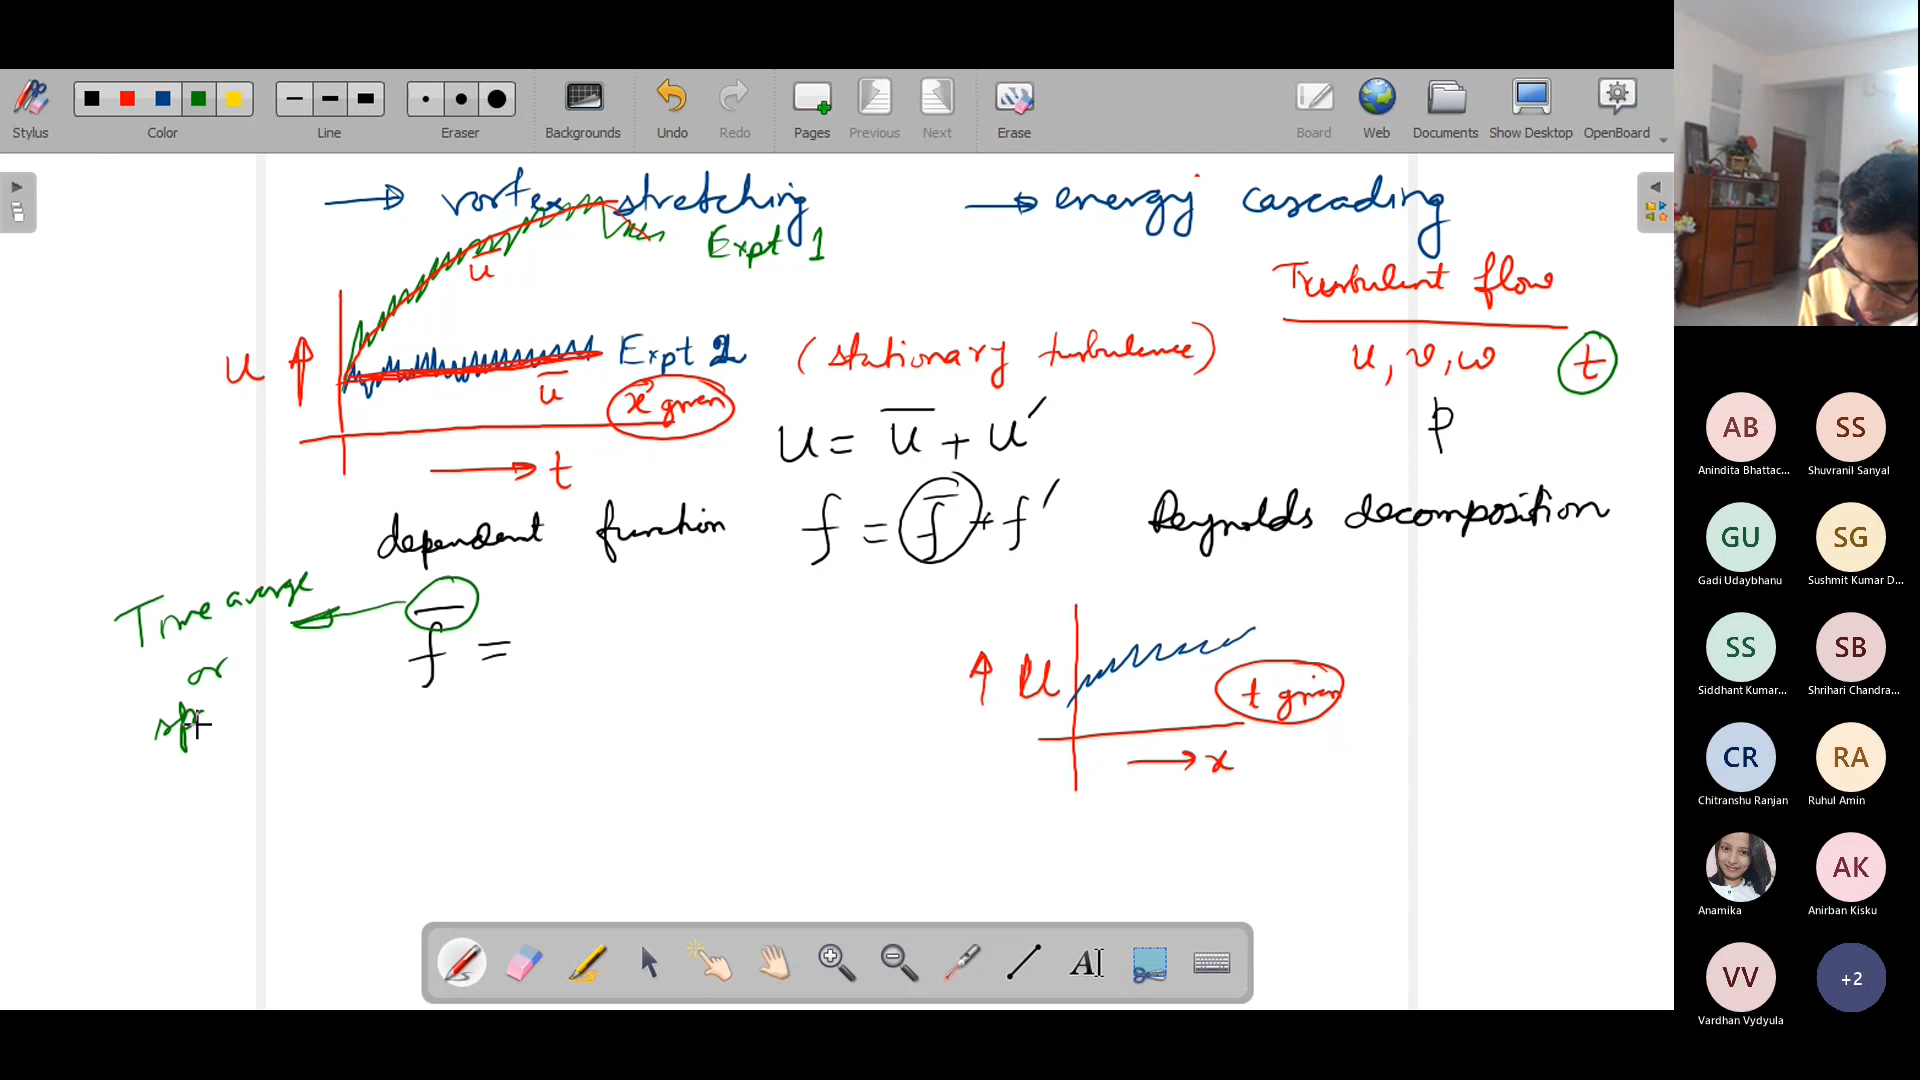 Stylus Color Line Eraser Backgrounds Undo Redo Pages Previous Next Erase Board Web Documents Show Desktop OpenBoard
→ vortex stretching → energy cascading
Expt 1
u̅
Turbulent flow
u ↑ Expt 2 (stationary turbulence) u, v, w t
u̅
x⃗ given
p
u = u̅ + u′
→ t
dependent function f = f̅ + f′ Reynolds decomposition
Time average
f̅ =
or
sp
↑ u t given
→ x
AB SS
Anindita Bhattac... Shuvranil Sanyal
GU SG
Gadi Udaybhanu Sushmit Kumar D...
SS SB
Siddhant Kumar... Shrihari Chandra...
CR RA
Chitranshu Ranjan Ruhul Amin
AK
Anamika Anirban Kisku
VV +2
Vardhan Vydyula